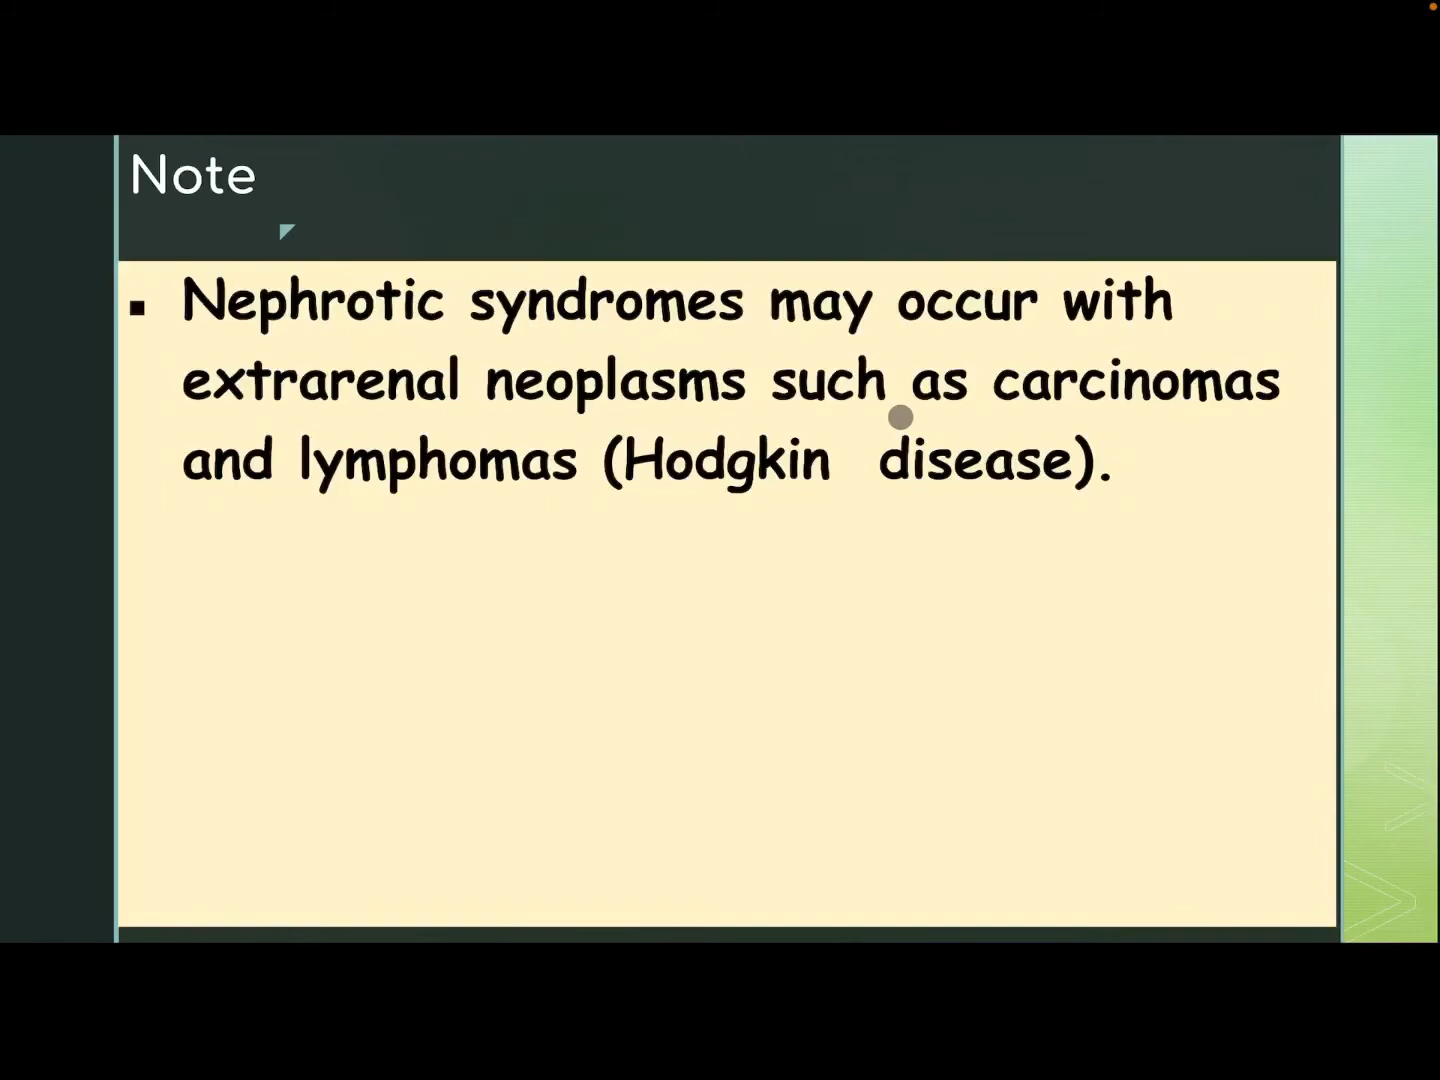 Note
▪ Nephrotic syndromes may occur with
extrarenal neoplasms such as carcinomas
and lymphomas (Hodgkin  disease).